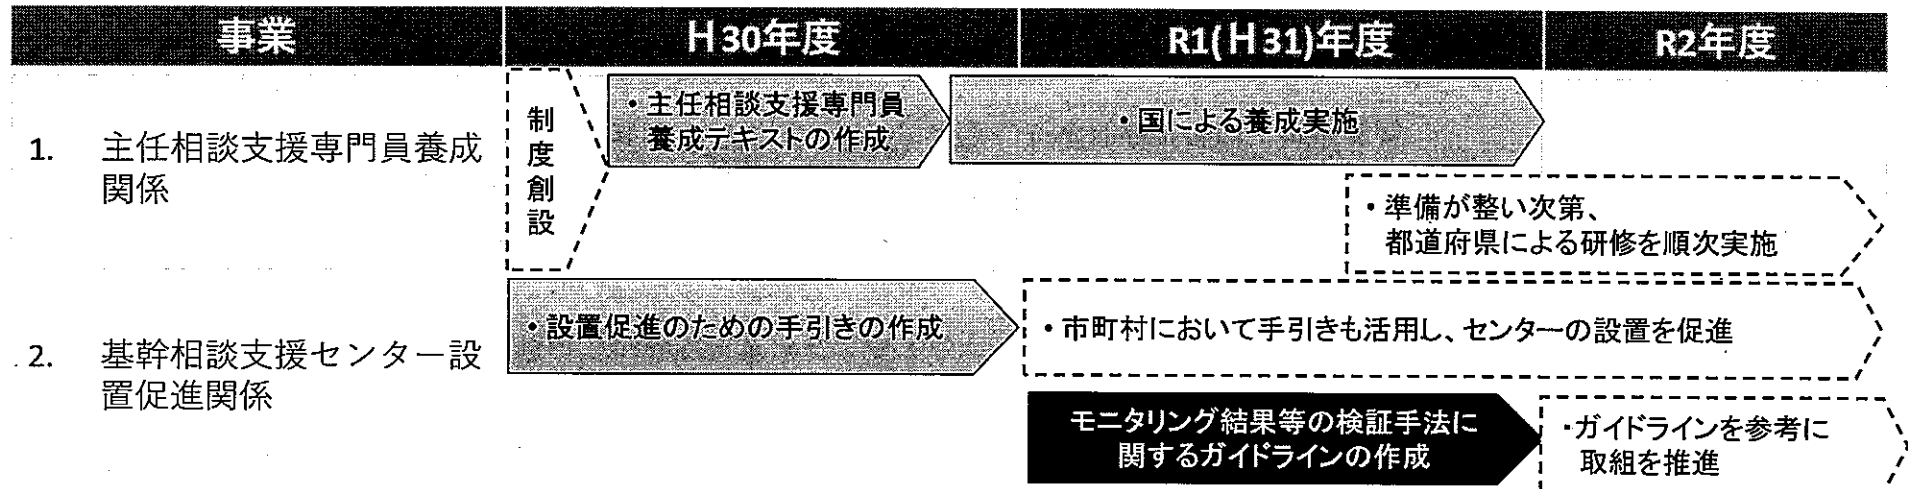 事業
H30年度
R1(H31)年度
R2年度
1. 主任相談支援専門員養成
関係
制
度
創
設
・主任相談支援専門員
養成テキストの作成
・国による養成実施
・準備が整い次第、
都道府県による研修を順次実施
2. 基幹相談支援センター設
置促進関係
・設置促進のための手引きの作成
・市町村において手引きも活用し、センターの設置を促進
モニタリング結果等の検証手法に
関するガイドラインの作成
・ガイドラインを参考に
取組を推進